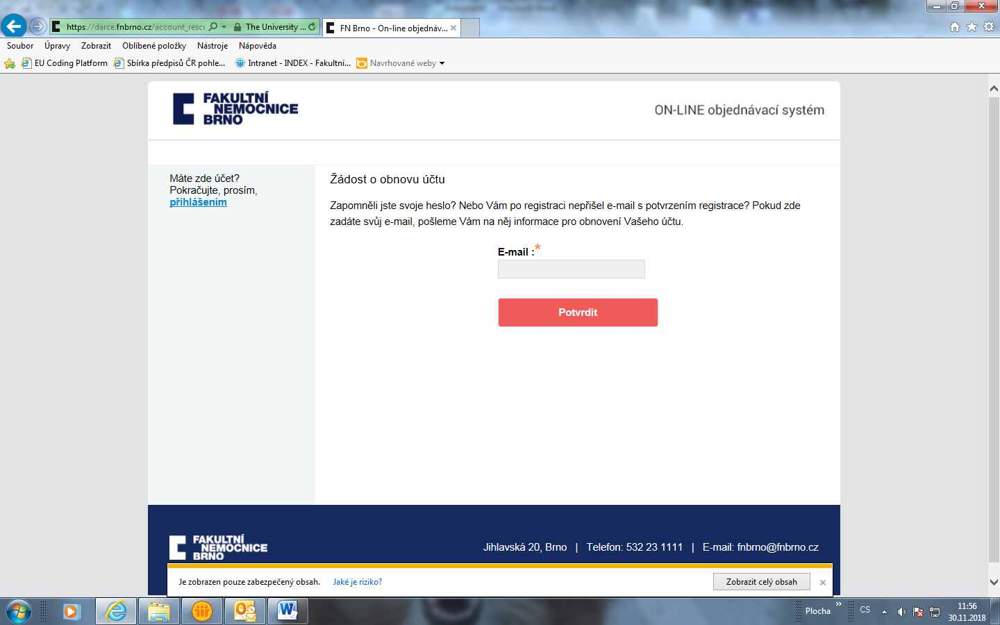 https://darce.fnbrno.cz/account_rescu
The University ...
FN Brno - On-line objednáv...
Soubor Úpravy Zobrazit Oblíbené položky Nástroje Nápověda
EU Coding Platform Sbírka předpisů ČR pohle... Intranet - INDEX - Fakultní... Navrhované weby
FAKULTNÍ
NEMOCNICE
BRNO
ON-LINE objednávací systém
Máte zde účet?
Pokračujte, prosím,
přihlášením
Žádost o obnovu účtu
Zapomněli jste svoje heslo? Nebo Vám po registraci nepřišel e-mail s potvrzením registrace? Pokud zde
zadáte svůj e-mail, pošleme Vám na něj informace pro obnovení Vašeho účtu.
E-mail :*
Potvrdit
FAKULTNÍ
NEMOCNICE
BRNO
Jihlavská 20, Brno | Telefon: 532 23 1111 | E-mail: fnbrno@fnbrno.cz
Je zobrazen pouze zabezpečený obsah. Jaké je riziko? Zobrazit celý obsah
Plocha
CS
11:56
30.11.2018